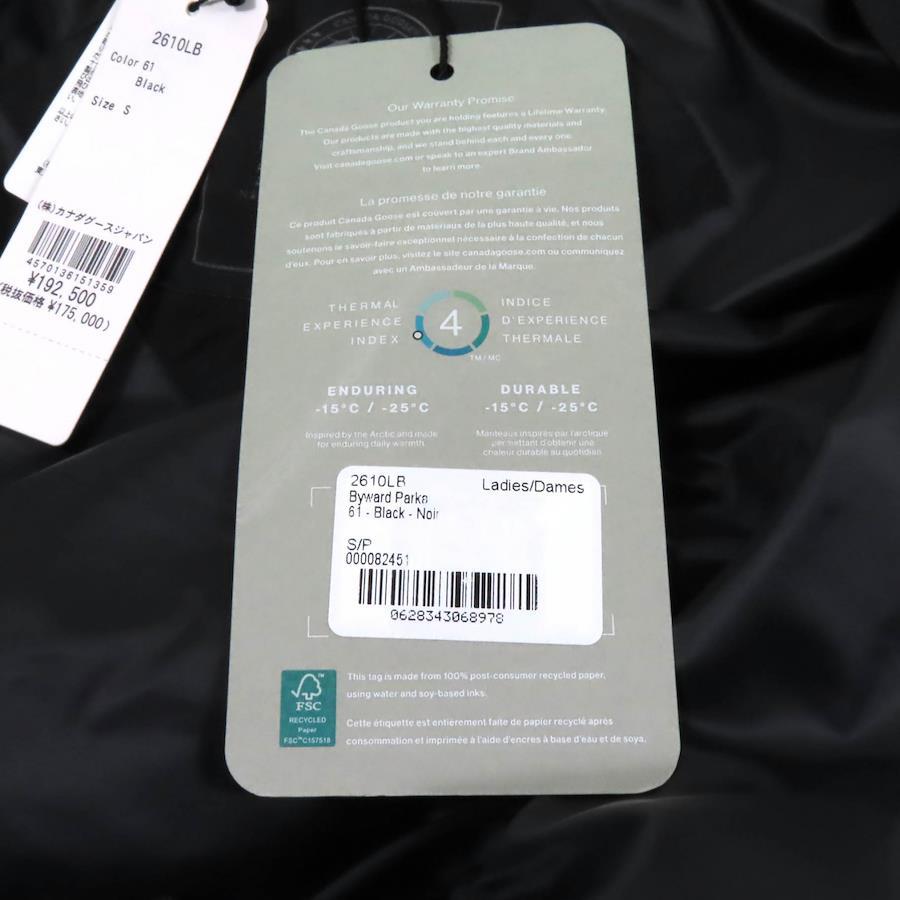 2610LB
Color 61
Black
Size S
(株)カナダグースジャパン
4570136151359
¥192,500
(税抜価格 ¥175,000)
CANADA GOOSE
Our Warranty Promise
The Canada Goose product you are holding features a Lifetime Warranty.
Our products are made with the highest quality materials and
craftsmanship, and we stand behind each and every one.
Visit canadagoose.com or speak to an expert Brand Ambassador
to learn more.
La promesse de notre garantie
Ce produit Canada Goose est couvert par une garantie à vie. Nos produits
sont fabriqués à partir de materiaux de la plus haute qualité, et nous
soutenons le savoir-faire exceptionnel nécessaire à la confection de chacun
d'eux. Pour en savoir plus, visitez le site canadagoose.com ou communiquez
avec un Ambassadeur de la Marque.
THERMAL
EXPERIENCE
INDEX
4
TM/MC
INDICE
D'EXPÉRIENCE
THERMALE
ENDURING
-15°C / -25°C
Inspired by the Arctic and made
for enduring daily warmth.
DURABLE
-15°C / -25°C
Manteaux inspirés par l'arctique
permettant d'obtenir une
chaleur durable au quotidien.
2610LB
Ladies/Dames
Byward Parka
61 - Black - Noir
S/P
000082451
0628343068978
FSC™
RECYCLED
Paper
FSC™C157518
This tag is made from 100% post-consumer recycled paper,
using water and soy-based inks.
Cette étiquette est entièrement faite de papier recyclé après
consommation et imprimée à l'aide d'encres à base d'eau et de soya.